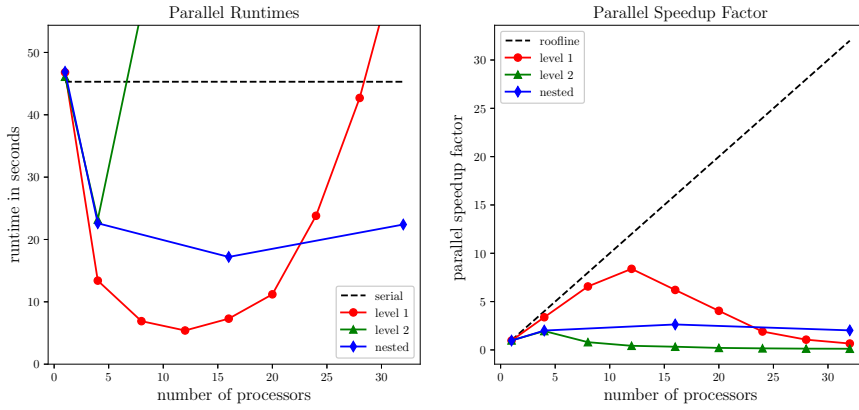 Parallel Runtimes
50
40
30
20
10
0
runtime in seconds
serial
level 1
level 2
nested
0 5 10 15 20 25 30
number of processors
Parallel Speedup Factor
30
25
20
15
10
5
0
parallel speedup factor
roofline
level 1
level 2
nested
0 5 10 15 20 25 30
number of processors